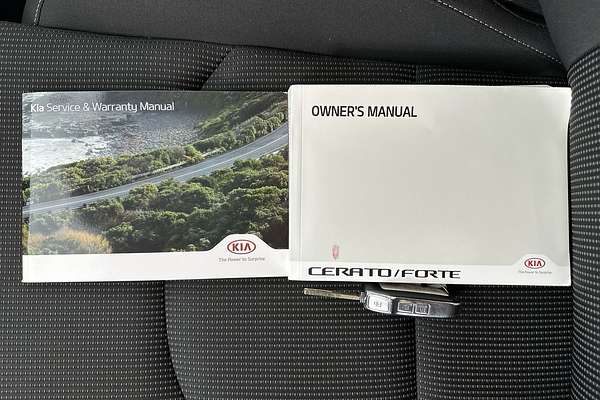 Kia Service & Warranty Manual
KIA
The Power to Surprise
OWNER'S MANUAL
CERATO/FORTE
KIA
The Power to Surprise